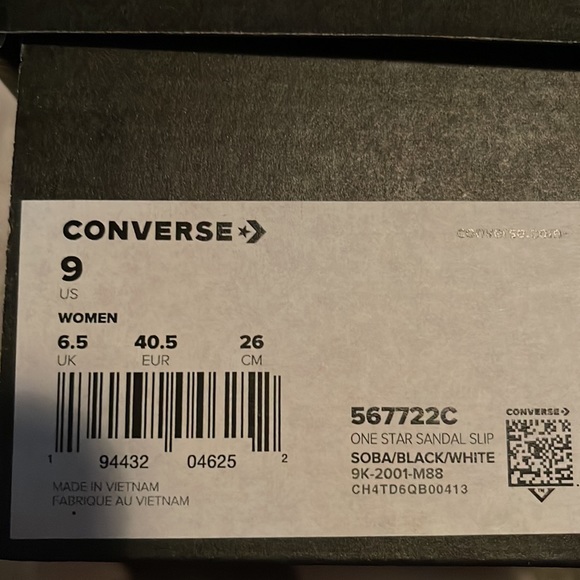 CONVERSE
9
US
WOMEN
6.5 40.5 26
UK EUR CM
1 94432 04625 2
MADE IN VIETNAM
FABRIQUE AU VIETNAM
567722C
ONE STAR SANDAL SLIP
SOBA/BLACK/WHITE
9K-2001-M88
CH4TD6QB00413
CONVERSE